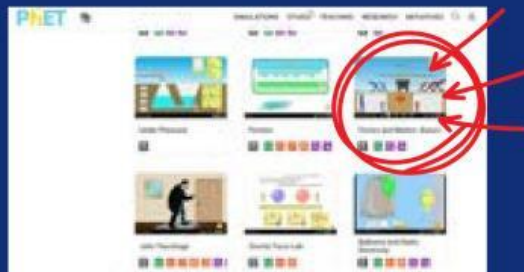 PhET
SIMULATIONS STUDIO TEACHING RESEARCH INITIATIVES
Under Pressure
Friction
Forces and Motion: Basics
John Travoltage
Gravity Force Lab
Balloons and Static
Electricity